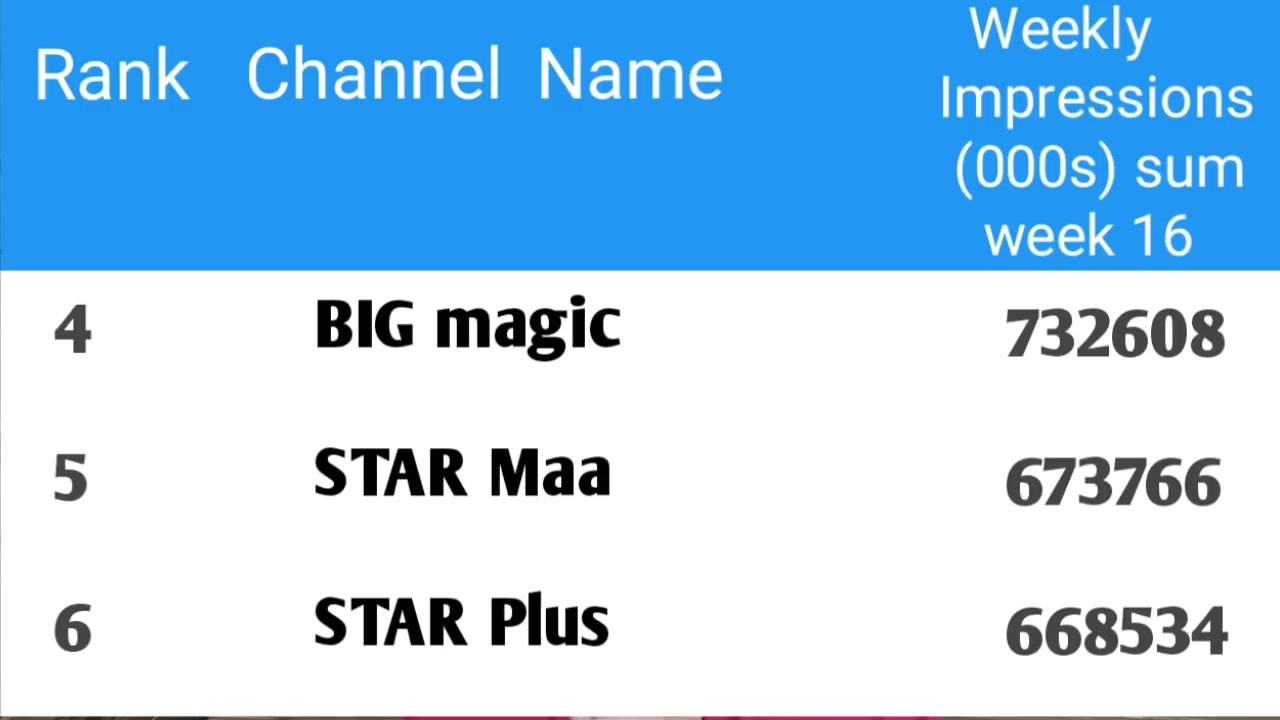 Rank Channel Name Weekly
Impressions
(000s) sum
week 16
4 BIG magic 732608
5 STAR Maa 673766
6 STAR Plus 668534